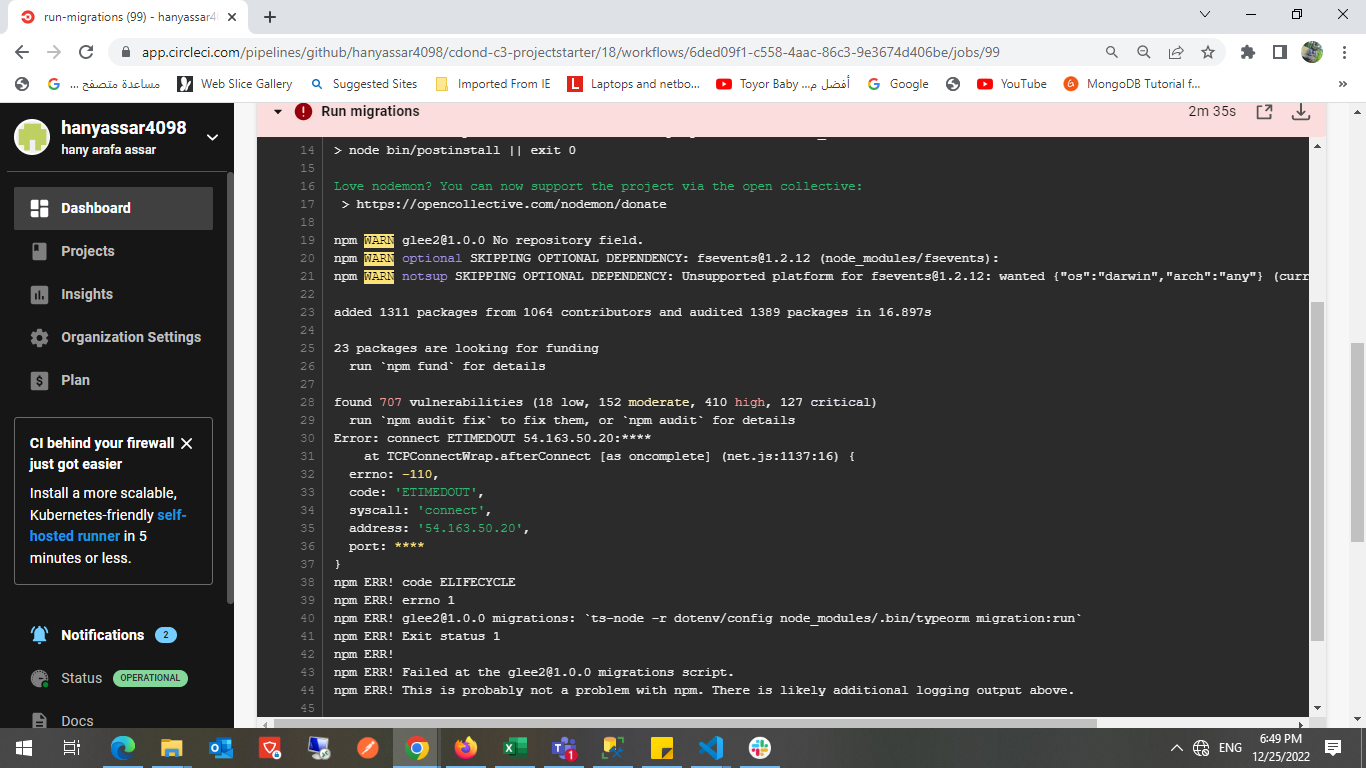 run-migrations (99) - hanyassar4
app.circleci.com/pipelines/github/hanyassar4098/cdond-c3-projectstarter/18/workflows/6ded09f1-c558-4aac-86c3-9e3674d406be/jobs/99
مساعدة متصفح ...
Web Slice Gallery
Suggested Sites
Imported From IE
Laptops and netbo...
Toyor Baby ...أفضل م
Google
YouTube
MongoDB Tutorial f...
»
hanyassar4098
hany arafa assar
Dashboard
Projects
Insights
Organization Settings
Plan
CI behind your firewall
just got easier
Install a more scalable,
Kubernetes-friendly self-
hosted runner in 5
minutes or less.
Notifications 2
Status OPERATIONAL
Docs
Run migrations 2m 35s
14 > node bin/postinstall || exit 0
15
16 Love nodemon? You can now support the project via the open collective:
17 > https://opencollective.com/nodemon/donate
18
19 npm WARN glee2@1.0.0 No repository field.
20 npm WARN optional SKIPPING OPTIONAL DEPENDENCY: fsevents@1.2.12 (node_modules/fsevents):
21 npm WARN notsup SKIPPING OPTIONAL DEPENDENCY: Unsupported platform for fsevents@1.2.12: wanted {"os":"darwin","arch":"any"} (curr
22
23 added 1311 packages from 1064 contributors and audited 1389 packages in 16.897s
24
25 23 packages are looking for funding
26 run `npm fund` for details
27
28 found 707 vulnerabilities (18 low, 152 moderate, 410 high, 127 critical)
29 run `npm audit fix` to fix them, or `npm audit` for details
30 Error: connect ETIMEDOUT 54.163.50.20:****
31 at TCPConnectWrap.afterConnect [as oncomplete] (net.js:1137:16) {
32 errno: -110,
33 code: 'ETIMEDOUT',
34 syscall: 'connect',
35 address: '54.163.50.20',
36 port: ****
37 }
38 npm ERR! code ELIFECYCLE
39 npm ERR! errno 1
40 npm ERR! glee2@1.0.0 migrations: `ts-node -r dotenv/config node_modules/.bin/typeorm migration:run`
41 npm ERR! Exit status 1
42 npm ERR!
43 npm ERR! Failed at the glee2@1.0.0 migrations script.
44 npm ERR! This is probably not a problem with npm. There is likely additional logging output above.
45
ENG
6:49 PM
12/25/2022